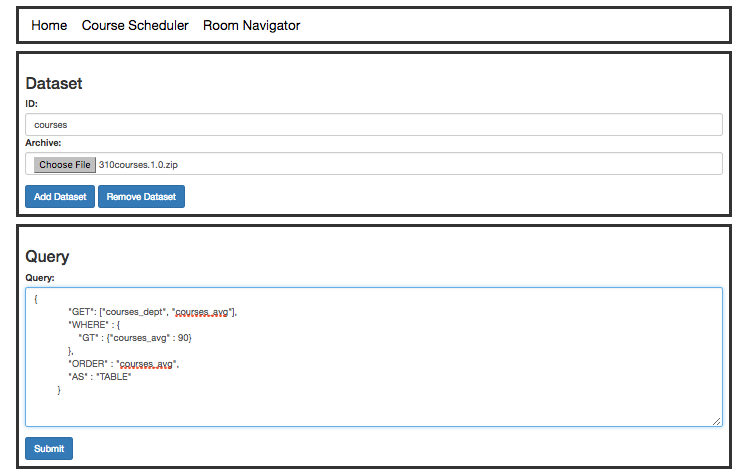 Home Course Scheduler Room Navigator
Dataset
ID:
courses
Archive:
Choose File 310courses.1.0.zip
Add Dataset Remove Dataset
Query
Query:
{
"GET": ["courses_dept", "courses_avg"],
"WHERE" : {
"GT" : {"courses_avg" : 90}
},
"ORDER" : "courses_avg",
"AS" : "TABLE"
}
Submit